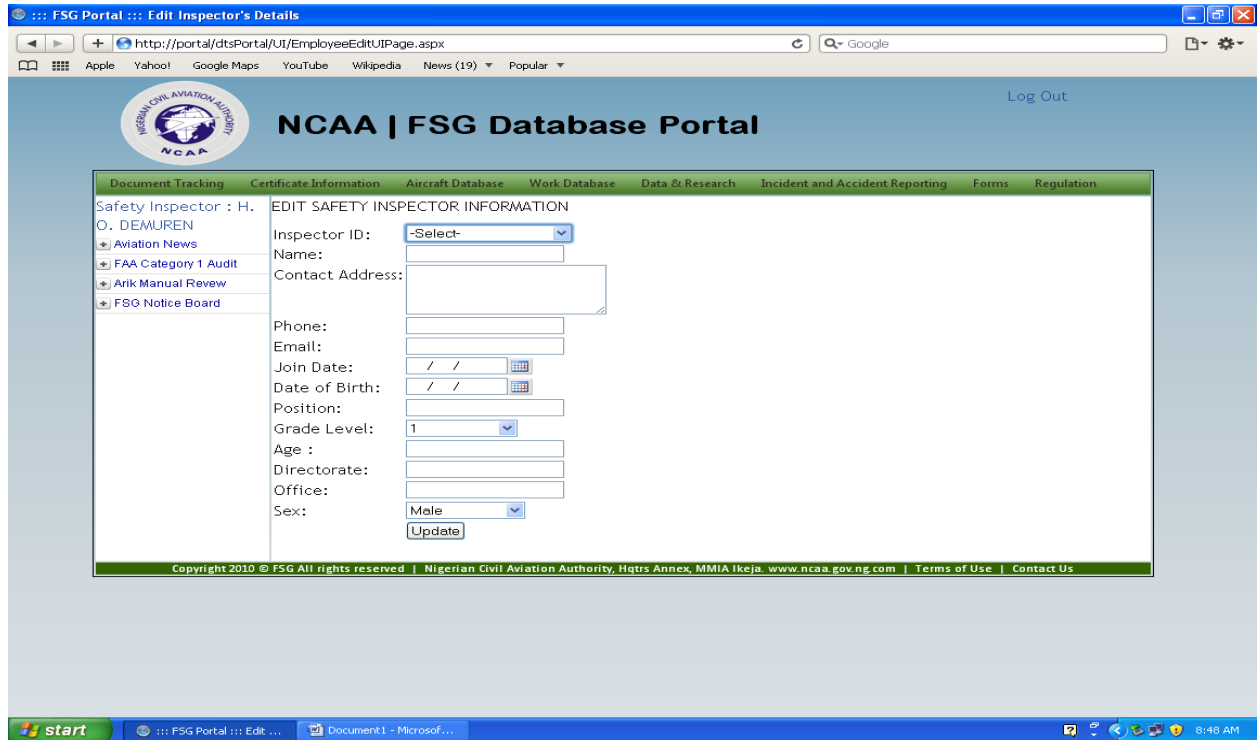 ::: FSG Portal ::: Edit Inspector's Details
http://portal/dtsPortal/UI/EmployeeEditUIPage.aspx
Google
Apple Yahoo! Google Maps YouTube Wikipedia News (19) Popular
NIGERIAN CIVIL AVIATION AUTHORITY
NCAA
NCAA | FSG Database Portal
Log Out
Document Tracking Certificate Information Aircraft Database Work Database Data & Research Incident and Accident Reporting Forms Regulation
Safety Inspector : H.
O. DEMUREN
Aviation News
FAA Category 1 Audit
Arik Manual Revew
FSG Notice Board
EDIT SAFETY INSPECTOR INFORMATION
Inspector ID: -Select-
Name:
Contact Address:
Phone:
Email:
Join Date: / /
Date of Birth: / /
Position:
Grade Level: 1
Age :
Directorate:
Office:
Sex: Male
Update
Copyright 2010 © FSG All rights reserved | Nigerian Civil Aviation Authority, Hqtrs Annex, MMIA Ikeja. www.ncaa.gov.ng.com | Terms of Use | Contact Us
start ::: FSG Portal ::: Edit ... Document1 - Microsof... 8:48 AM